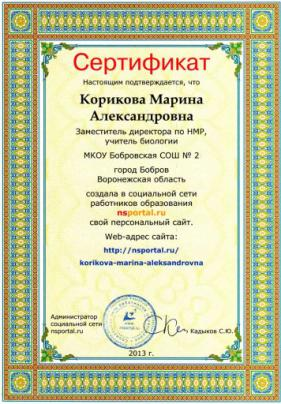 Сертификат
Настоящим подтверждается, что
Корикова Марина
Александровна
Заместитель директора по НМР,
учитель биологии
МКОУ Бобровская СОШ № 2
город Бобров
Воронежская область
создала в социальной сети
работников образования
nsportal.ru
свой персональный сайт.
Web-адрес сайта:
http://nsportal.ru/
korikova-marina-aleksandrovna
Администратор
социальной сети
nsportal.ru
Кадыков С.Ю.
2013 г.